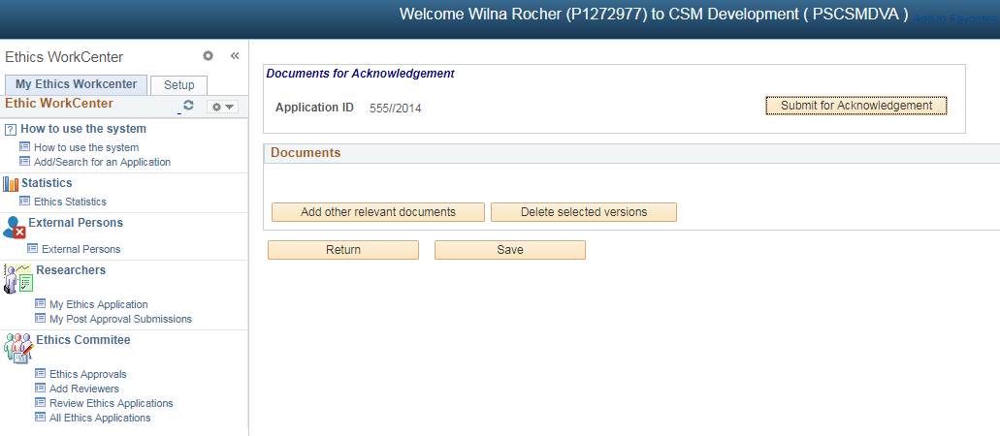 Welcome Wilna Rocher (P1272977) to CSM Development ( PSCSMDVA )
Add to Favorites
Ethics WorkCenter
«
My Ethics Workcenter
Setup
Ethic WorkCenter
? How to use the system
How to use the system
Add/Search for an Application
Statistics
Ethics Statistics
External Persons
External Persons
Researchers
My Ethics Application
My Post Approval Submissions
Ethics Commitee
Ethics Approvals
Add Reviewers
Review Ethics Applications
All Ethics Applications
Documents for Acknowledgement
Application ID 555//2014
Submit for Acknowledgement
Documents
Add other relevant documents
Delete selected versions
Return
Save